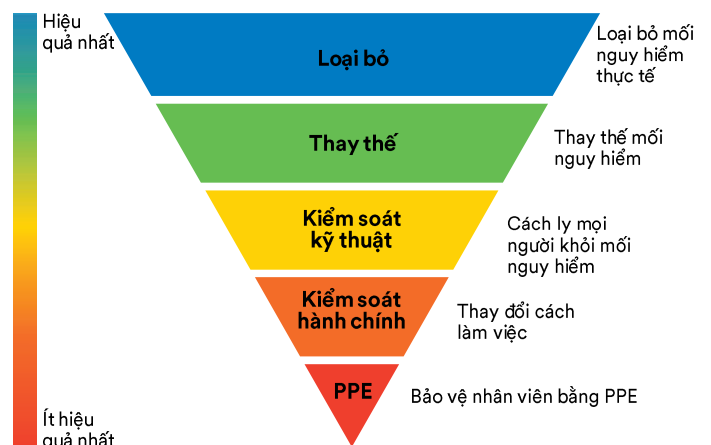 Hiệu
quả nhất
Loại bỏ
Loại bỏ mối
nguy hiểm
thực tế
Thay thế
Thay thế mối
nguy hiểm
Kiểm soát
kỹ thuật
Cách ly mọi
người khỏi mối
nguy hiểm
Kiểm soát
hành chính
Thay đổi cách
làm việc
PPE
Bảo vệ nhân viên bằng PPE
Ít hiệu
quả nhất